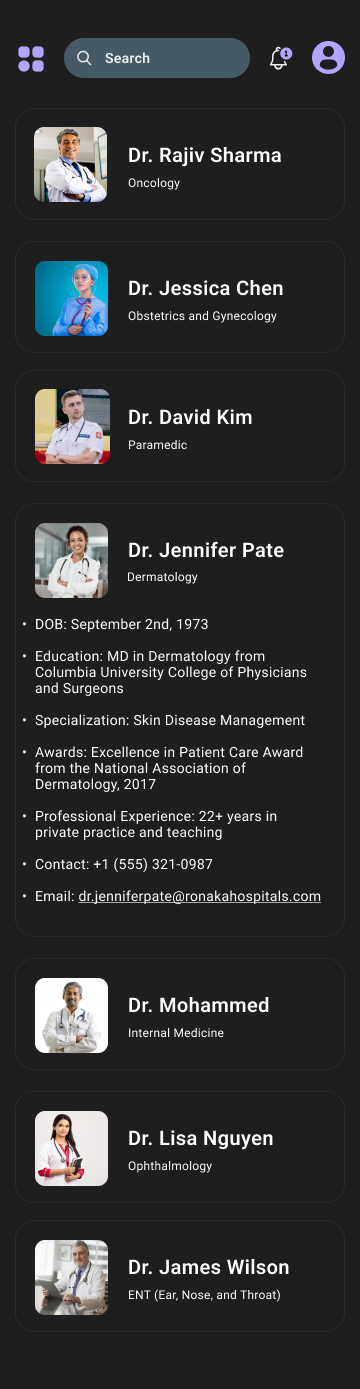 Search
1
Dr. Rajiv Sharma
Oncology
Dr. Jessica Chen
Obstetrics and Gynecology
Dr. David Kim
Paramedic
Dr. Jennifer Pate
Dermatology
• DOB: September 2nd, 1973
• Education: MD in Dermatology from
Columbia University College of Physicians
and Surgeons
• Specialization: Skin Disease Management
• Awards: Excellence in Patient Care Award
from the National Association of
Dermatology, 2017
• Professional Experience: 22+ years in
private practice and teaching
• Contact: +1 (555) 321-0987
• Email: dr.jenniferpate@ronakahospitals.com
Dr. Mohammed
Internal Medicine
Dr. Lisa Nguyen
Ophthalmology
Dr. James Wilson
ENT (Ear, Nose, and Throat)